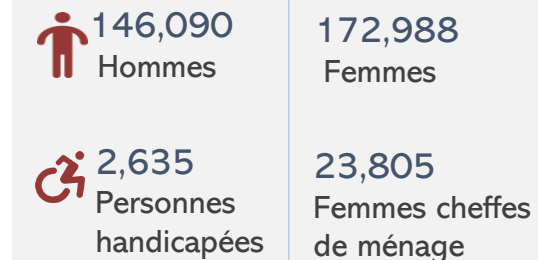 146,090
Hommes
172,988
Femmes
2,635
Personnes
handicapées
23,805
Femmes cheffes
de ménage